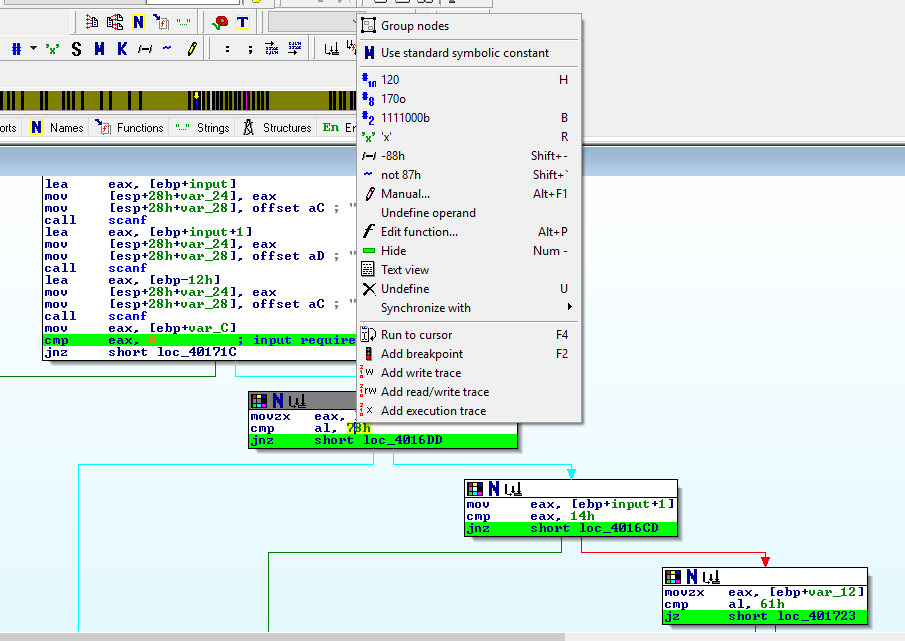 Group nodes
Use standard symbolic constant
120 H
170o
1111000b B
'x' R
-88h Shift+-
not 87h Shift+`
Manual... Alt+F1
Undefine operand
Edit function... Alt+P
Hide Num -
Text view
Undefine U
Synchronize with
Run to cursor F4
Add breakpoint F2
Add write trace
Add read/write trace
Add execution trace
# 'x' S M K /-/ ~ : ;
N T
orts N Names Functions Strings Structures En
lea eax, [ebp+input]
mov [esp+28h+var_24], eax
mov [esp+28h+var_28], offset aC ; "
call scanf
lea eax, [ebp+input+1]
mov [esp+28h+var_24], eax
mov [esp+28h+var_28], offset aD ; "
call scanf
lea eax, [ebp-12h]
mov [esp+28h+var_24], eax
mov [esp+28h+var_28], offset aC ; "
call scanf
mov eax, [ebp+var_C]
cmp eax, ; input require
jnz short loc_40171C
movzx eax,
cmp al, 78h
jnz short loc_4016DD
mov eax, [ebp+input+1]
cmp eax, 14h
jnz short loc_4016CD
movzx eax, [ebp+var_12]
cmp al, 61h
jz short loc_401723